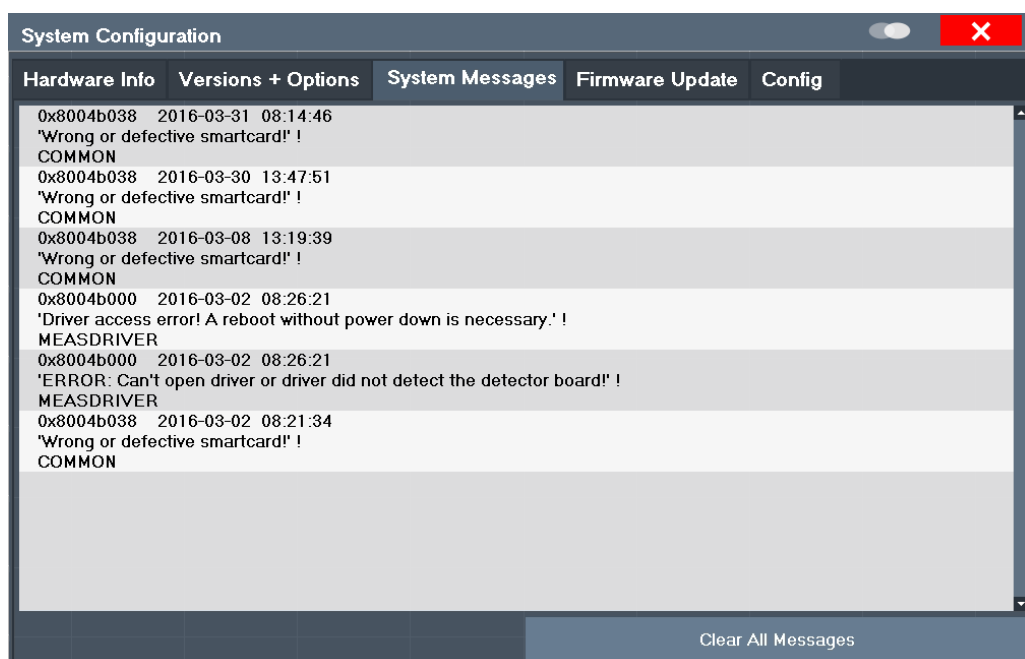 System Configuration
Hardware Info Versions + Options System Messages Firmware Update Config
0x8004b038 2016-03-31 08:14:46
'Wrong or defective smartcard!' !
COMMON
0x8004b038 2016-03-30 13:47:51
'Wrong or defective smartcard!' !
COMMON
0x8004b038 2016-03-08 13:19:39
'Wrong or defective smartcard!' !
COMMON
0x8004b000 2016-03-02 08:26:21
'Driver access error! A reboot without power down is necessary.' !
MEASDRIVER
0x8004b000 2016-03-02 08:26:21
'ERROR: Can't open driver or driver did not detect the detector board!' !
MEASDRIVER
0x8004b038 2016-03-02 08:21:34
'Wrong or defective smartcard!' !
COMMON
Clear All Messages